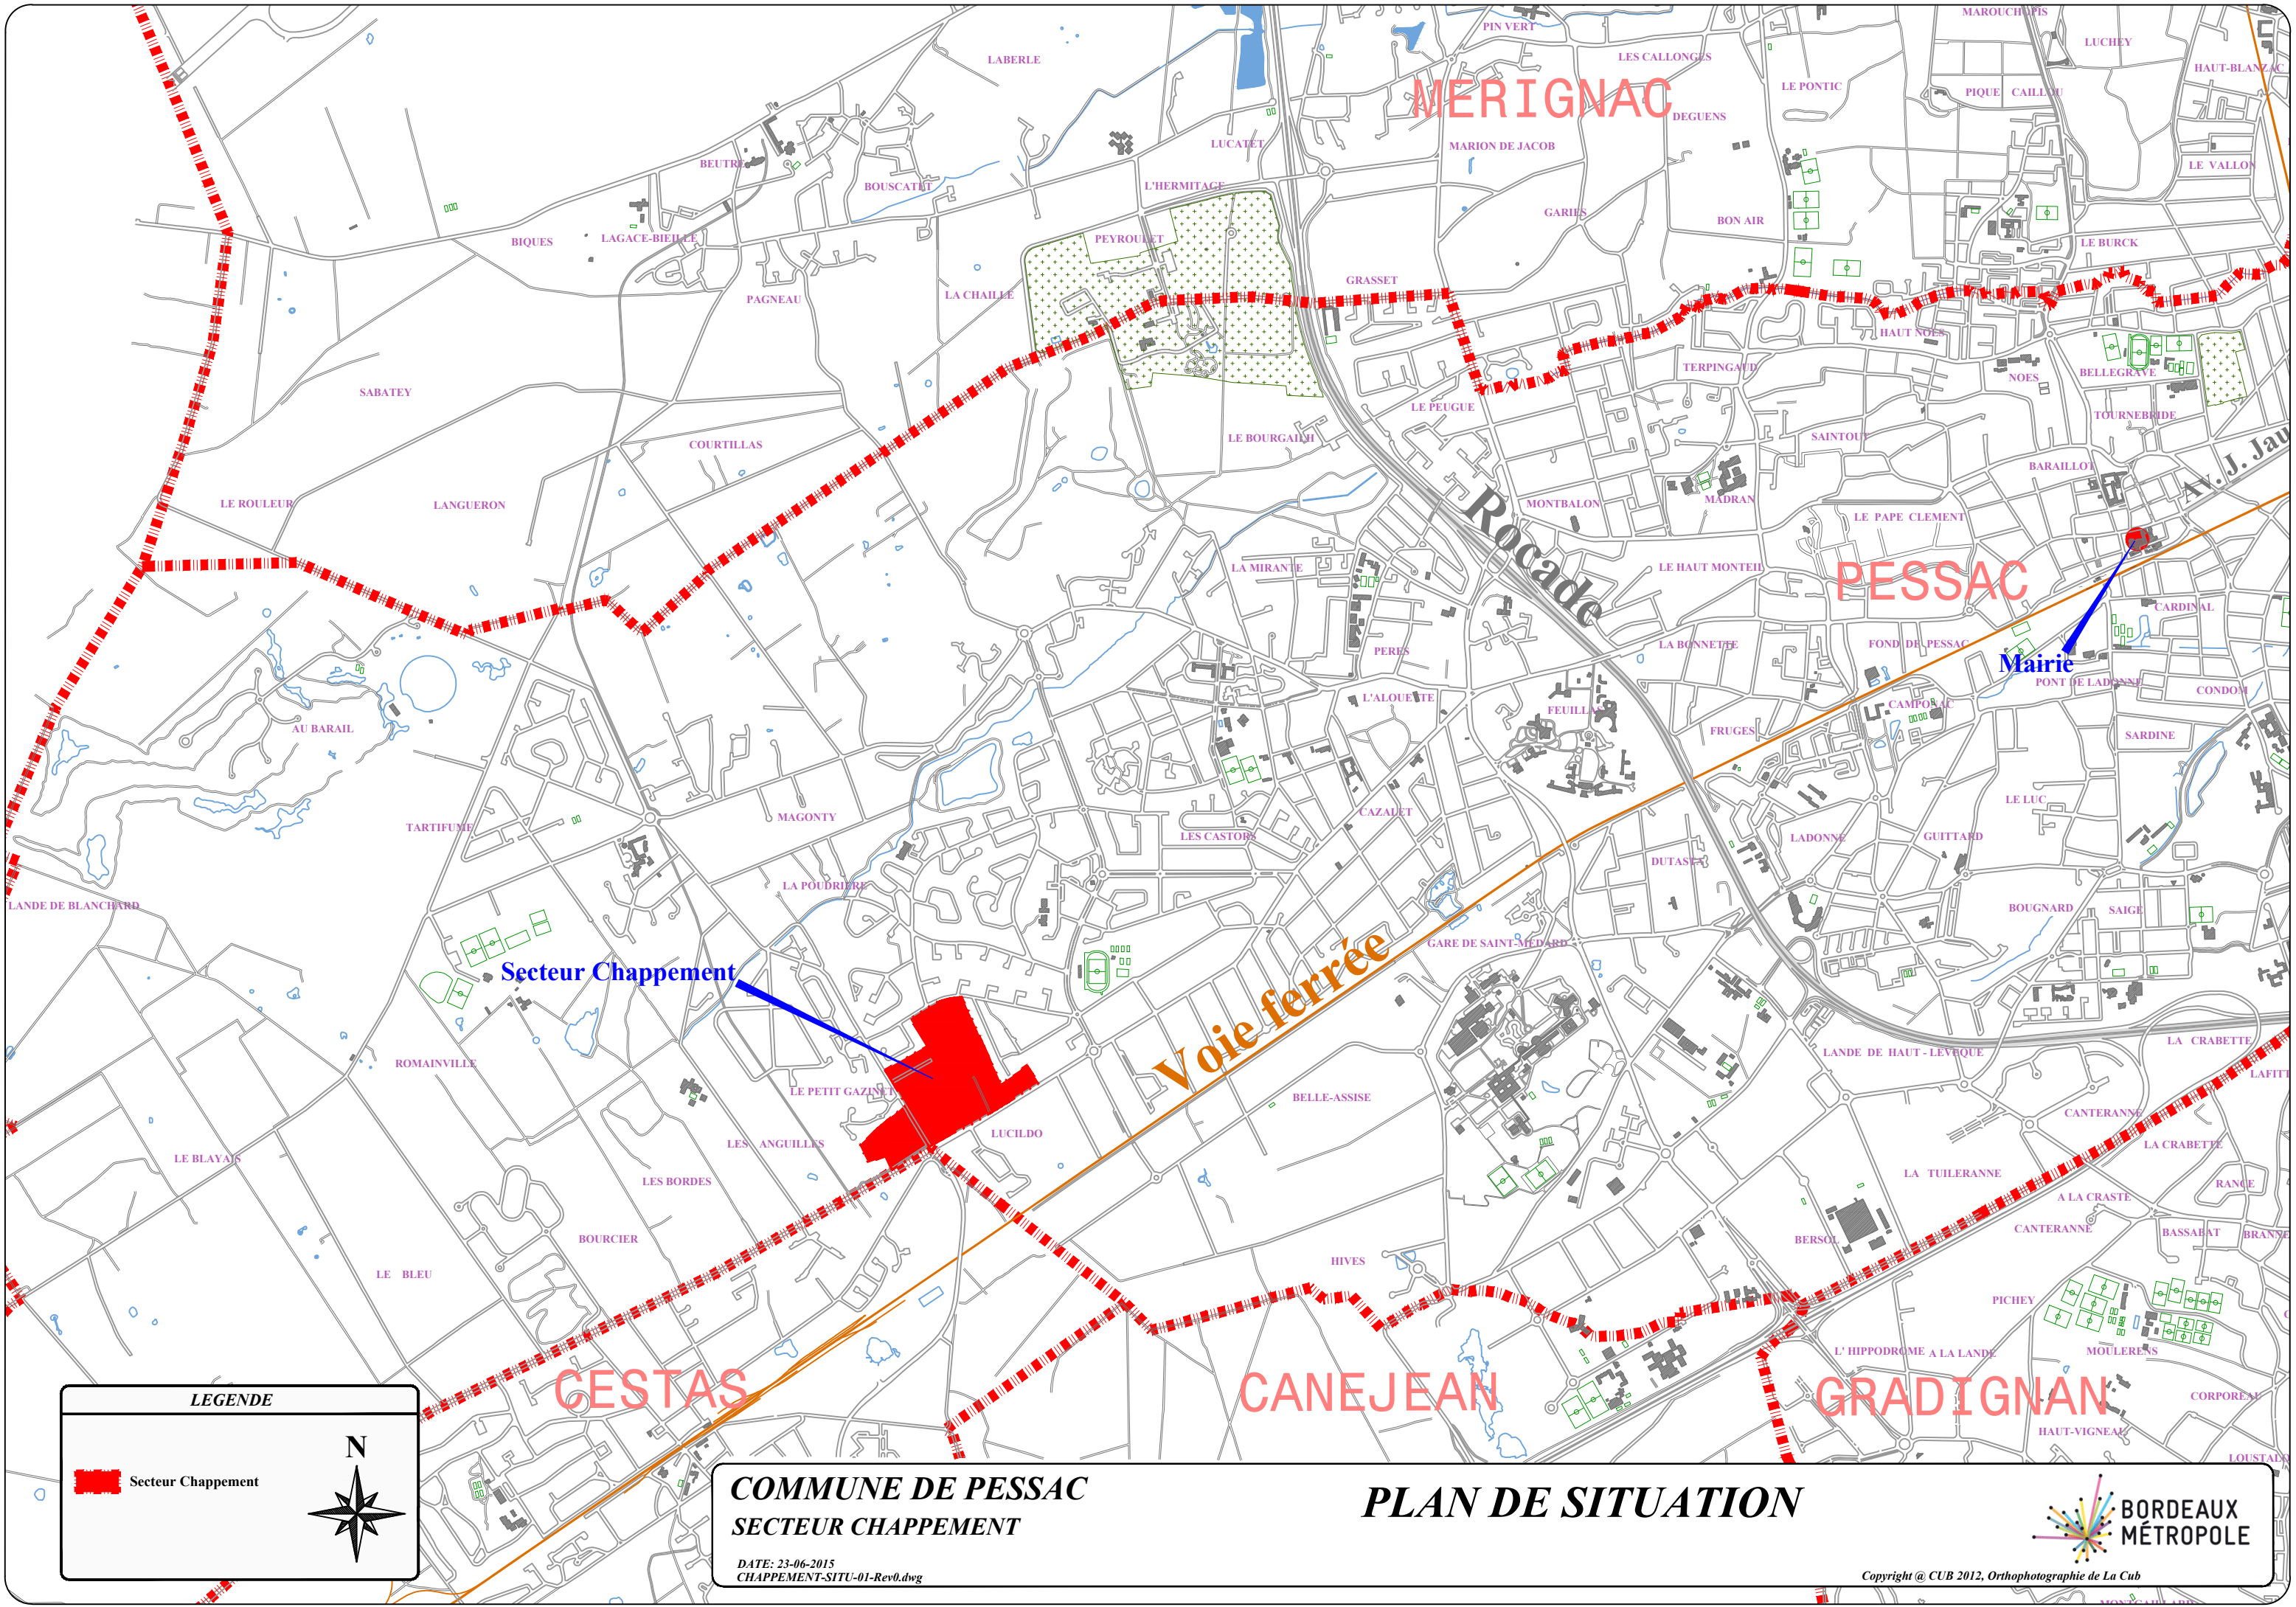 MAROUCHOPIS
PIN VERT
LUCHEY
LES CALLONGES
LABERLE
HAUT-BLANZAC
LE PONTIC
MERIGNAC
PIQUE CAILLOU
DEGUENS
LUCATET
MARION DE JACOB
BEUTRE
LE VALLON
BOUSCATET
L'HERMITAGE
GARIES
BON AIR
BIQUES
LAGACE-BIEILLE
PEYROULET
LE BURCK
GRASSET
PAGNEAU
LA CHAILLE
HAUT NOES
TERPINGAUD
BELLEGRAVE
NOES
SABATEY
LE PEUGUE
TOURNEBRIDE
COURTILLAS
LE BOURGAILH
SAINTOUT
Av. J. Jau
BARAILLOT
LE ROULEUR
LANGUERON
Rocade
MONTBALON
MADRAN
LE PAPE CLEMENT
LA MIRANTE
LE HAUT MONTEIL
PESSAC
CARDINAL
PERES
LA BONNETTE
FOND DE PESSAC
Mairie
PONT DE LADONNE
CONDOM
L'ALOUETTE
FEUILLAS
CAMPONAC
AU BARAIL
FRUGES
SARDINE
LE LUC
TARTIFUME
MAGONTY
CAZALET
LES CASTORS
LADONNE
GUITTARD
DUTASTA
LA POUDRIERE
LANDE DE BLANCHARD
BOUGNARD
SAIGE
GARE DE SAINT-MEDARD
Secteur Chappement
Voie ferrée
LA CRABETTE
LANDE DE HAUT - LEVEQUE
ROMAINVILLE
LAFITT
LE PETIT GAZINET
BELLE-ASSISE
CANTERANNE
LUCILDO
LES ANGUILLES
LA CRABETTE
LE BLAYAIS
LA TUILERANNE
LES BORDES
RANCE
A LA CRASTE
CANTERANNE
BASSABAT
BRANNE
BOURCIER
BERSOL
HIVES
LE BLEU
PICHEY
L' HIPPODROME
A LA LANDE
MOULERENS
CESTAS
CANEJEAN
GRADIGNAN
CORPOREAU
HAUT-VIGNEAU
LOUSTAL
LEGENDE
N
Secteur Chappement
COMMUNE DE PESSAC
SECTEUR CHAPPEMENT
DATE: 23-06-2015
CHAPPEMENT-SITU-01-Rev0.dwg
PLAN DE SITUATION
BORDEAUX
MÉTROPOLE
Copyright @ CUB 2012, Orthophotographie de La Cub